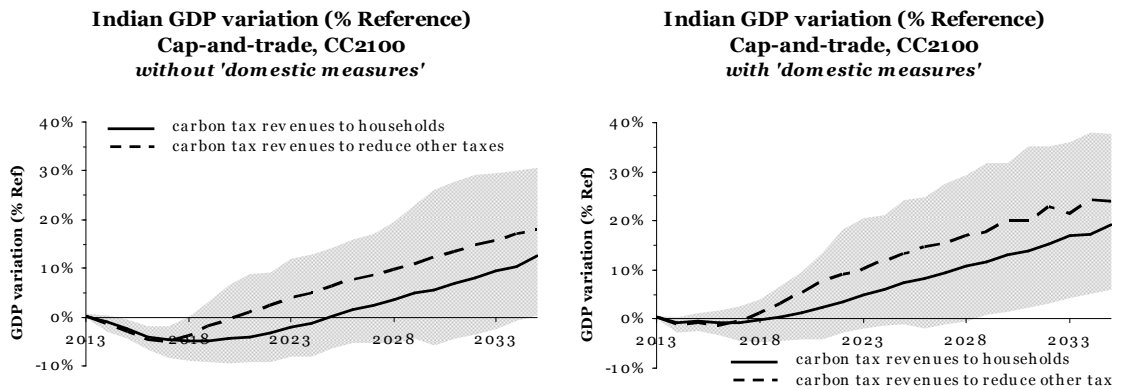 Indian GDP variation (% Reference)
Cap-and-trade, CC2100
without 'domestic measures'
GDP variation (% Ref)
40%
30%
20%
10%
0%
-10%
carbon tax revenues to households
carbon tax revenues to reduce other taxes
2013
2018
2023
2028
2033
Indian GDP variation (% Reference)
Cap-and-trade, CC2100
with 'domestic measures'
GDP variation (% Ref)
40%
30%
20%
10%
0%
-10%
2013
2018
2023
2028
2033
carbon tax revenues to households
carbon tax revenues to reduce other tax